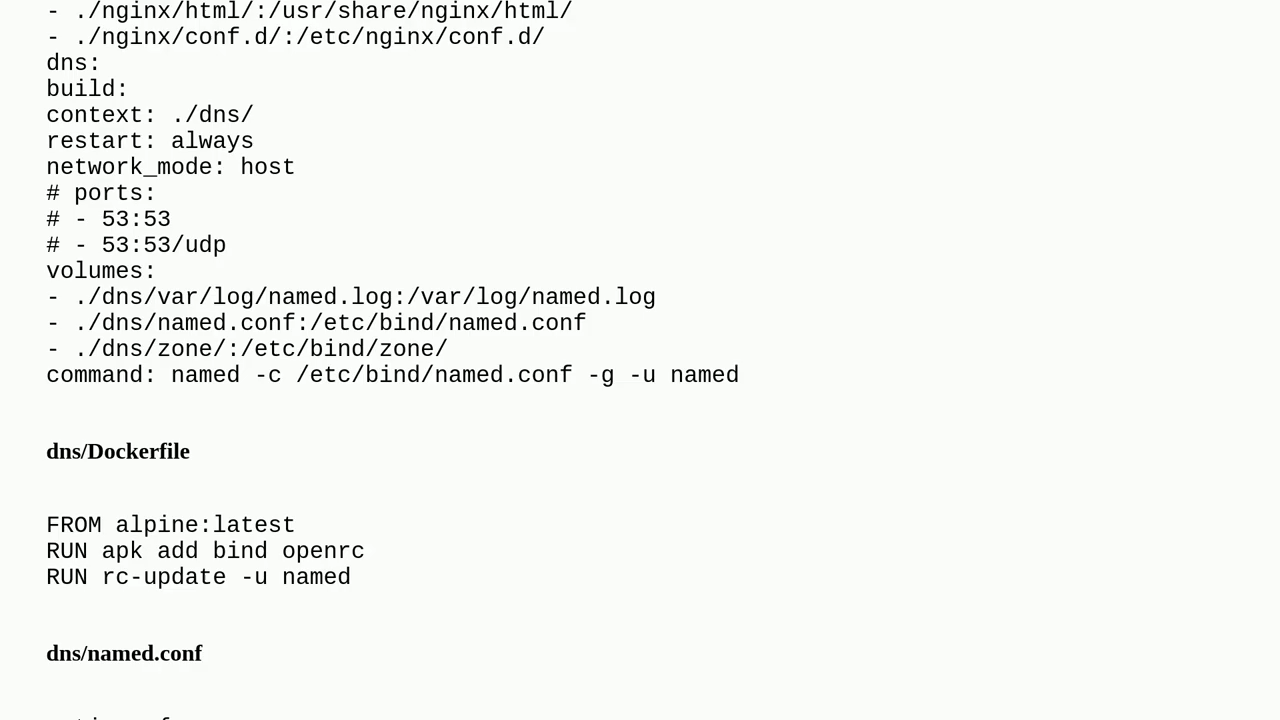 - ./nginx/html/:/usr/share/nginx/html/
- ./nginx/conf.d/:/etc/nginx/conf.d/
dns:
build:
context: ./dns/
restart: always
network_mode: host
# ports:
# - 53:53
# - 53:53/udp
volumes:
- ./dns/var/log/named.log:/var/log/named.log
- ./dns/named.conf:/etc/bind/named.conf
- ./dns/zone/:/etc/bind/zone/
command: named -c /etc/bind/named.conf -g -u named
dns/Dockerfile
FROM alpine:latest
RUN apk add bind openrc
RUN rc-update -u named
dns/named.conf